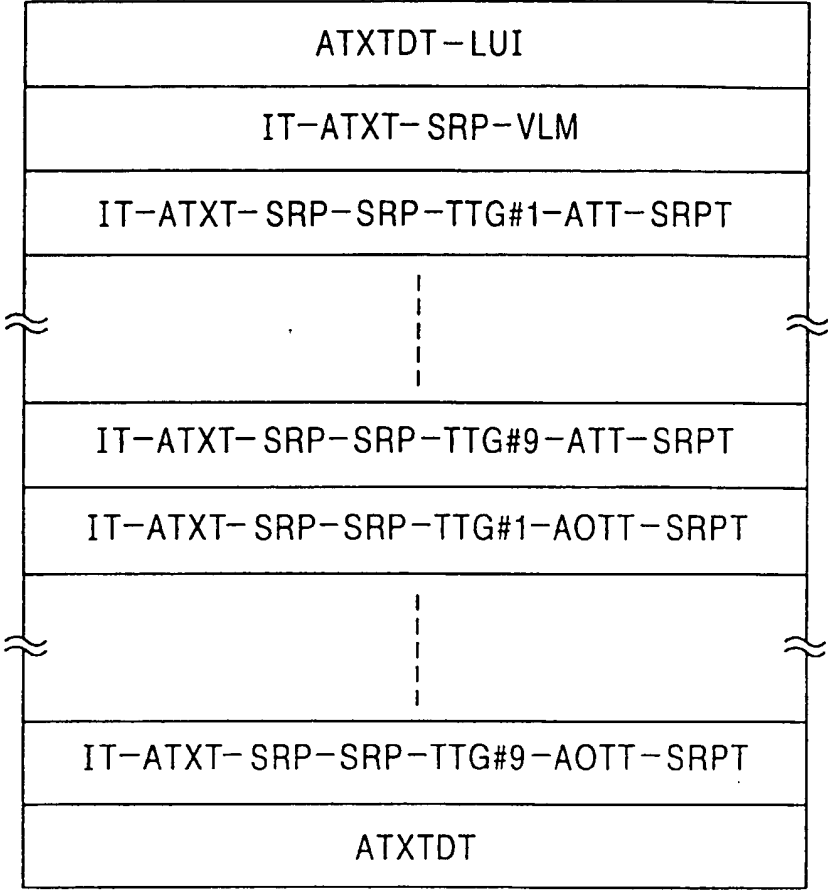 ATXTDT-LUI
IT-ATXT-SRP-VLM
IT-ATXT-SRP-SRP-TTG#1-ATT-SRPT
IT-ATXT-SRP-SRP-TTG#9-ATT-SRPT
IT-ATXT-SRP-SRP-TTG#1-AOTT-SRPT
IT-ATXT-SRP-SRP-TTG#9-AOTT-SRPT
ATXTDT